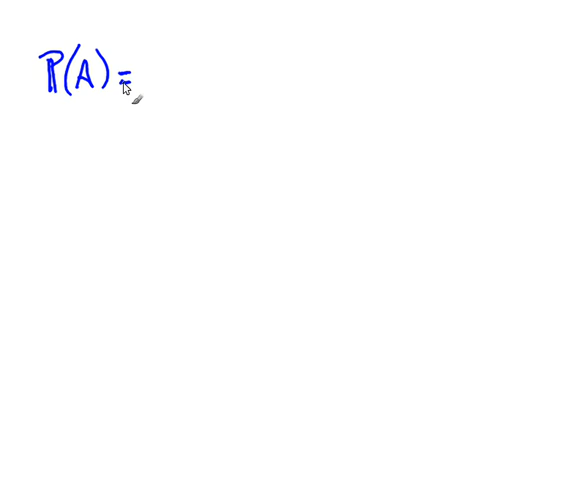 ℙ(A) =